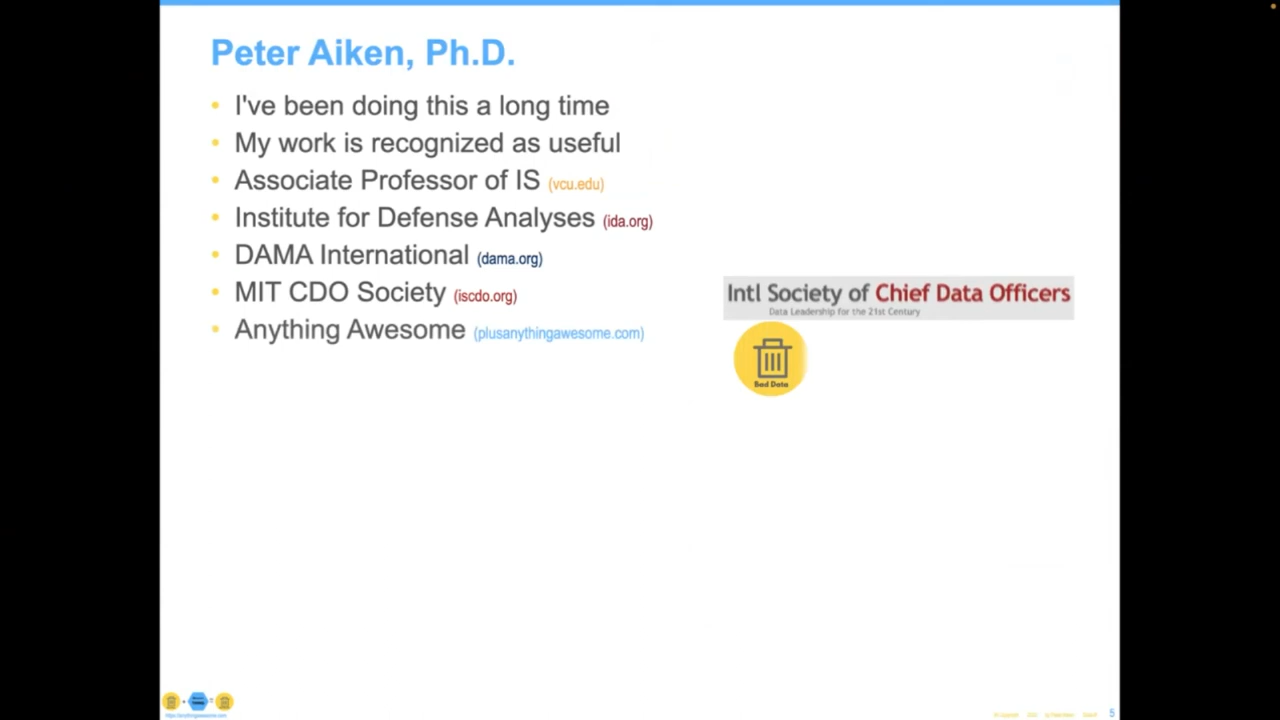 Peter Aiken, Ph.D.
• I've been doing this a long time
• My work is recognized as useful
• Associate Professor of IS (vcu.edu)
• Institute for Defense Analyses (ida.org)
• DAMA International (dama.org)
• MIT CDO Society (iscdo.org)
• Anything Awesome (plusanythingawesome.com)
Intl Society of Chief Data Officers
Data Leadership for the 21st Century
Bad Data
5